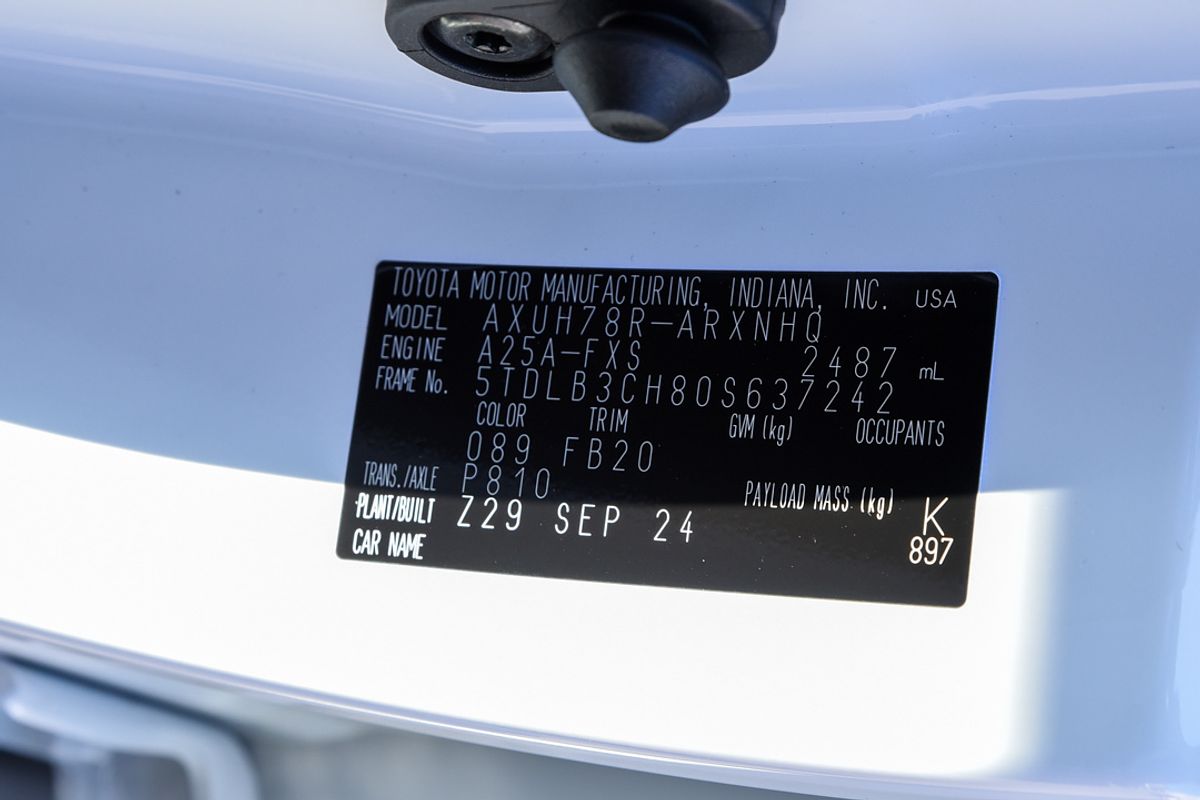 TOYOTA MOTOR MANUFACTURING, INDIANA, INC. USA
MODEL AXUH78R-ARXNHQ
ENGINE A25A-FXS 2487 mL
FRAME No. 5TDLB3CH80S637242
COLOR TRIM GVM (kg) OCCUPANTS
089 FB20
TRANS./AXLE P810 PAYLOAD MASS (kg) K
PLANT/BUILT Z29 SEP 24 897
CAR NAME